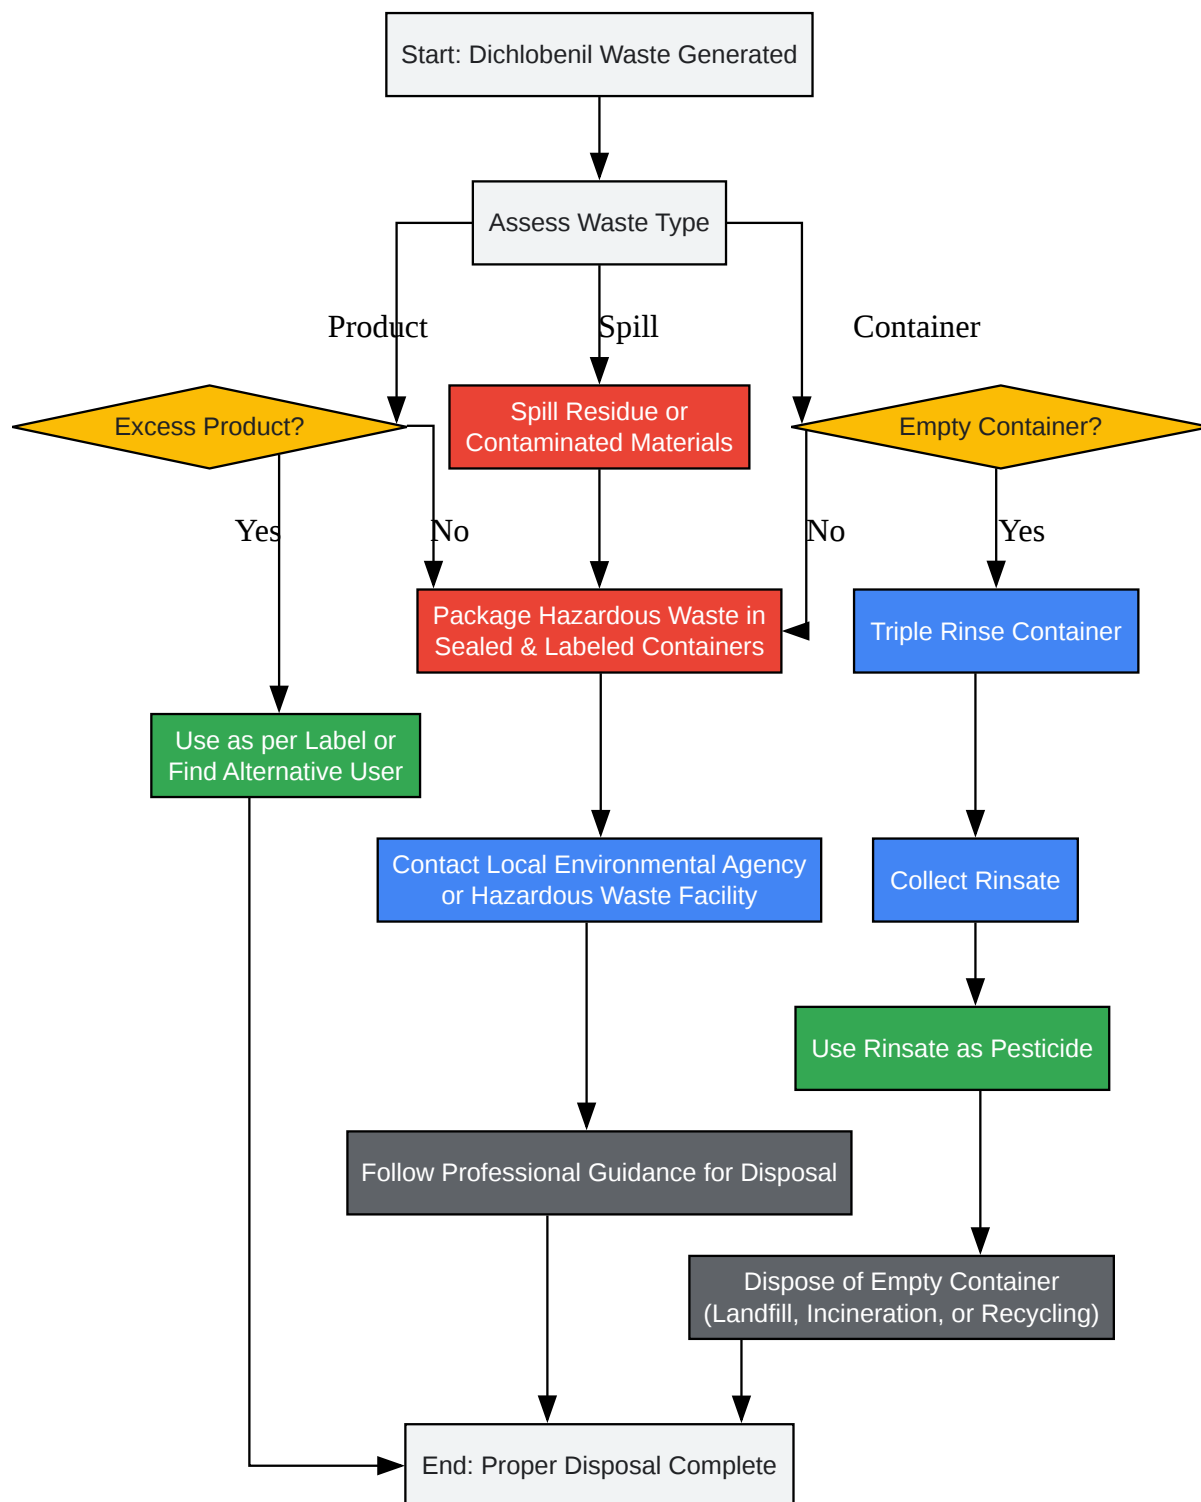 Start: Dichlobenil Waste Generated
Assess Waste Type
Product
Spill
Container
Excess Product?
Spill Residue or
Contaminated Materials
Empty Container?
Yes
No
No
Yes
Package Hazardous Waste in
Sealed & Labeled Containers
Triple Rinse Container
Use as per Label or
Find Alternative User
Contact Local Environmental Agency
or Hazardous Waste Facility
Collect Rinsate
Use Rinsate as Pesticide
Follow Professional Guidance for Disposal
Dispose of Empty Container
(Landfill, Incineration, or Recycling)
End: Proper Disposal Complete